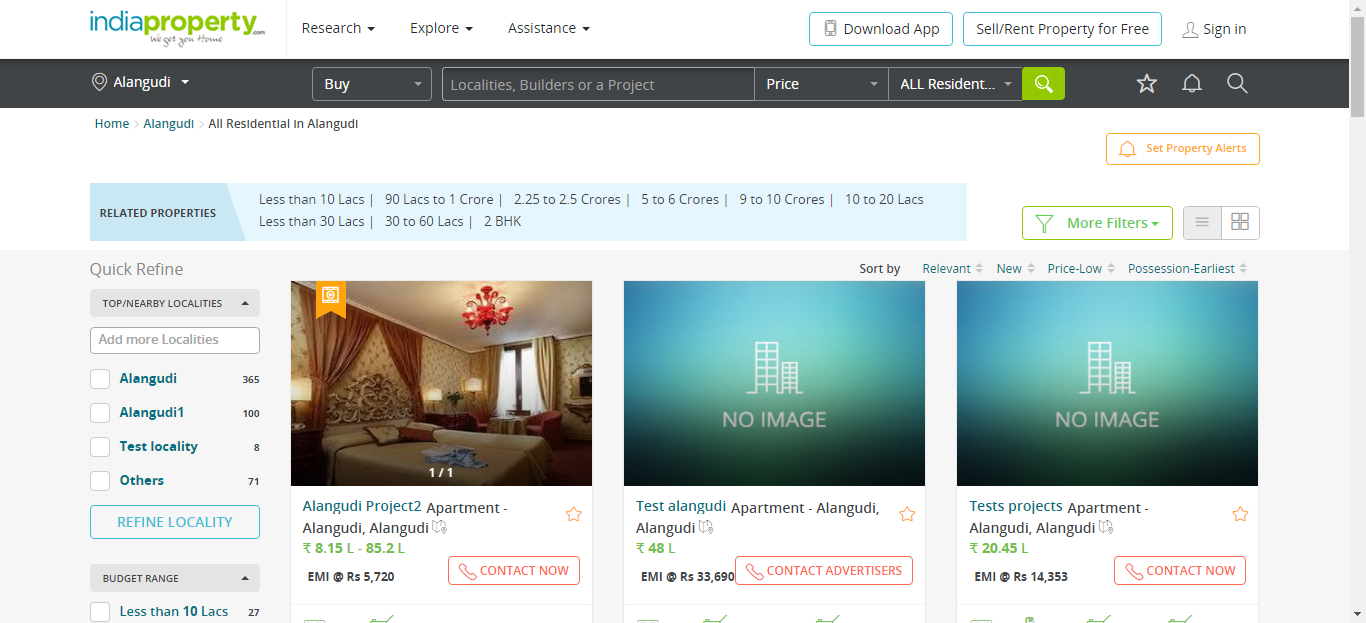 indiaproperty.com
We get you Home
Research
Explore
Assistance
Download App
Sell/Rent Property for Free
Sign in
Alangudi
Buy
Localities, Builders or a Project
Price
ALL Resident...
Home > Alangudi > All Residential in Alangudi
Set Property Alerts
RELATED PROPERTIES
Less than 10 Lacs | 90 Lacs to 1 Crore | 2.25 to 2.5 Crores | 5 to 6 Crores | 9 to 10 Crores | 10 to 20 Lacs
Less than 30 Lacs | 30 to 60 Lacs | 2 BHK
More Filters
Quick Refine
Sort by Relevant New Price-Low Possession-Earliest
TOP/NEARBY LOCALITIES
Add more Localities
Alangudi 365
Alangudi1 100
Test locality 8
Others 71
REFINE LOCALITY
BUDGET RANGE
Less than 10 Lacs 27
1 / 1
Alangudi Project2 Apartment -
Alangudi, Alangudi
₹ 8.15 L - 85.2 L
EMI @ Rs 5,720
CONTACT NOW
NO IMAGE
Test alangudi Apartment - Alangudi,
Alangudi
₹ 48 L
EMI @ Rs 33,690
CONTACT ADVERTISERS
NO IMAGE
Tests projects Apartment -
Alangudi, Alangudi
₹ 20.45 L
EMI @ Rs 14,353
CONTACT NOW